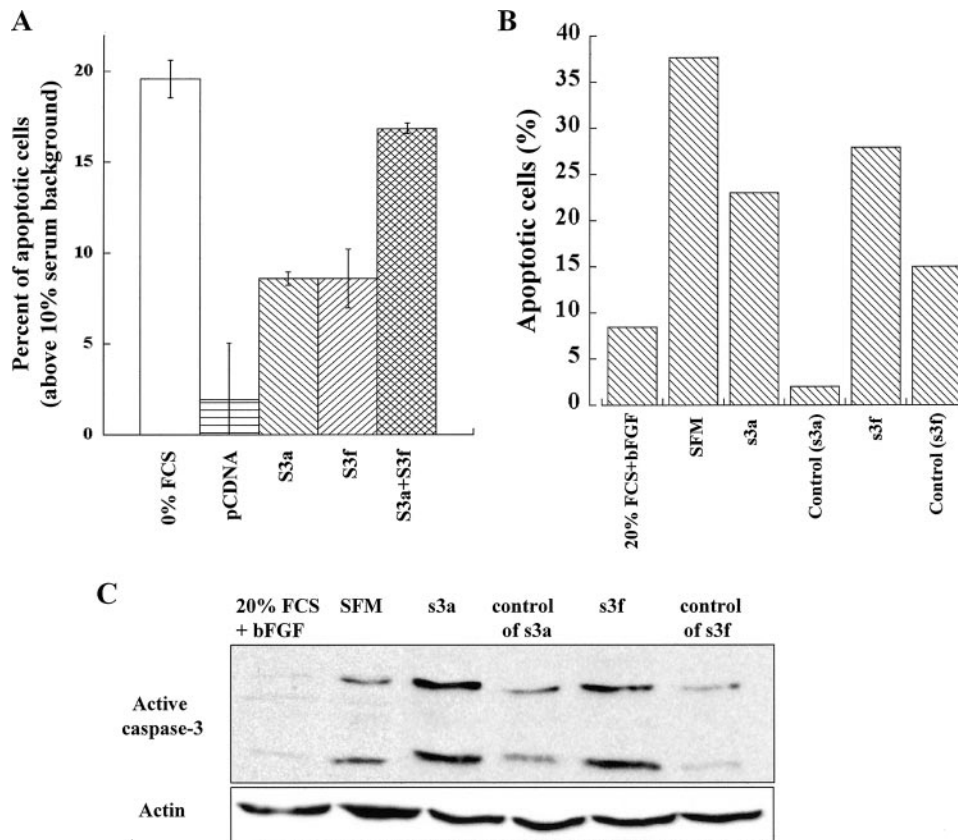 A
Percent of apoptotic cells
(above 10% serum background)
20
15
10
5
0
0% FCS
pCDNA
S3a
S3f
S3a+S3f
B
Apoptotic cells (%)
40
35
30
25
20
15
10
5
0
20% FCS+bFGF
SFM
s3a
Control (s3a)
s3f
Control (s3f)
C
20% FCS SFM s3a control s3f control
+ bFGF of s3a of s3f
Active
caspase-3
Actin